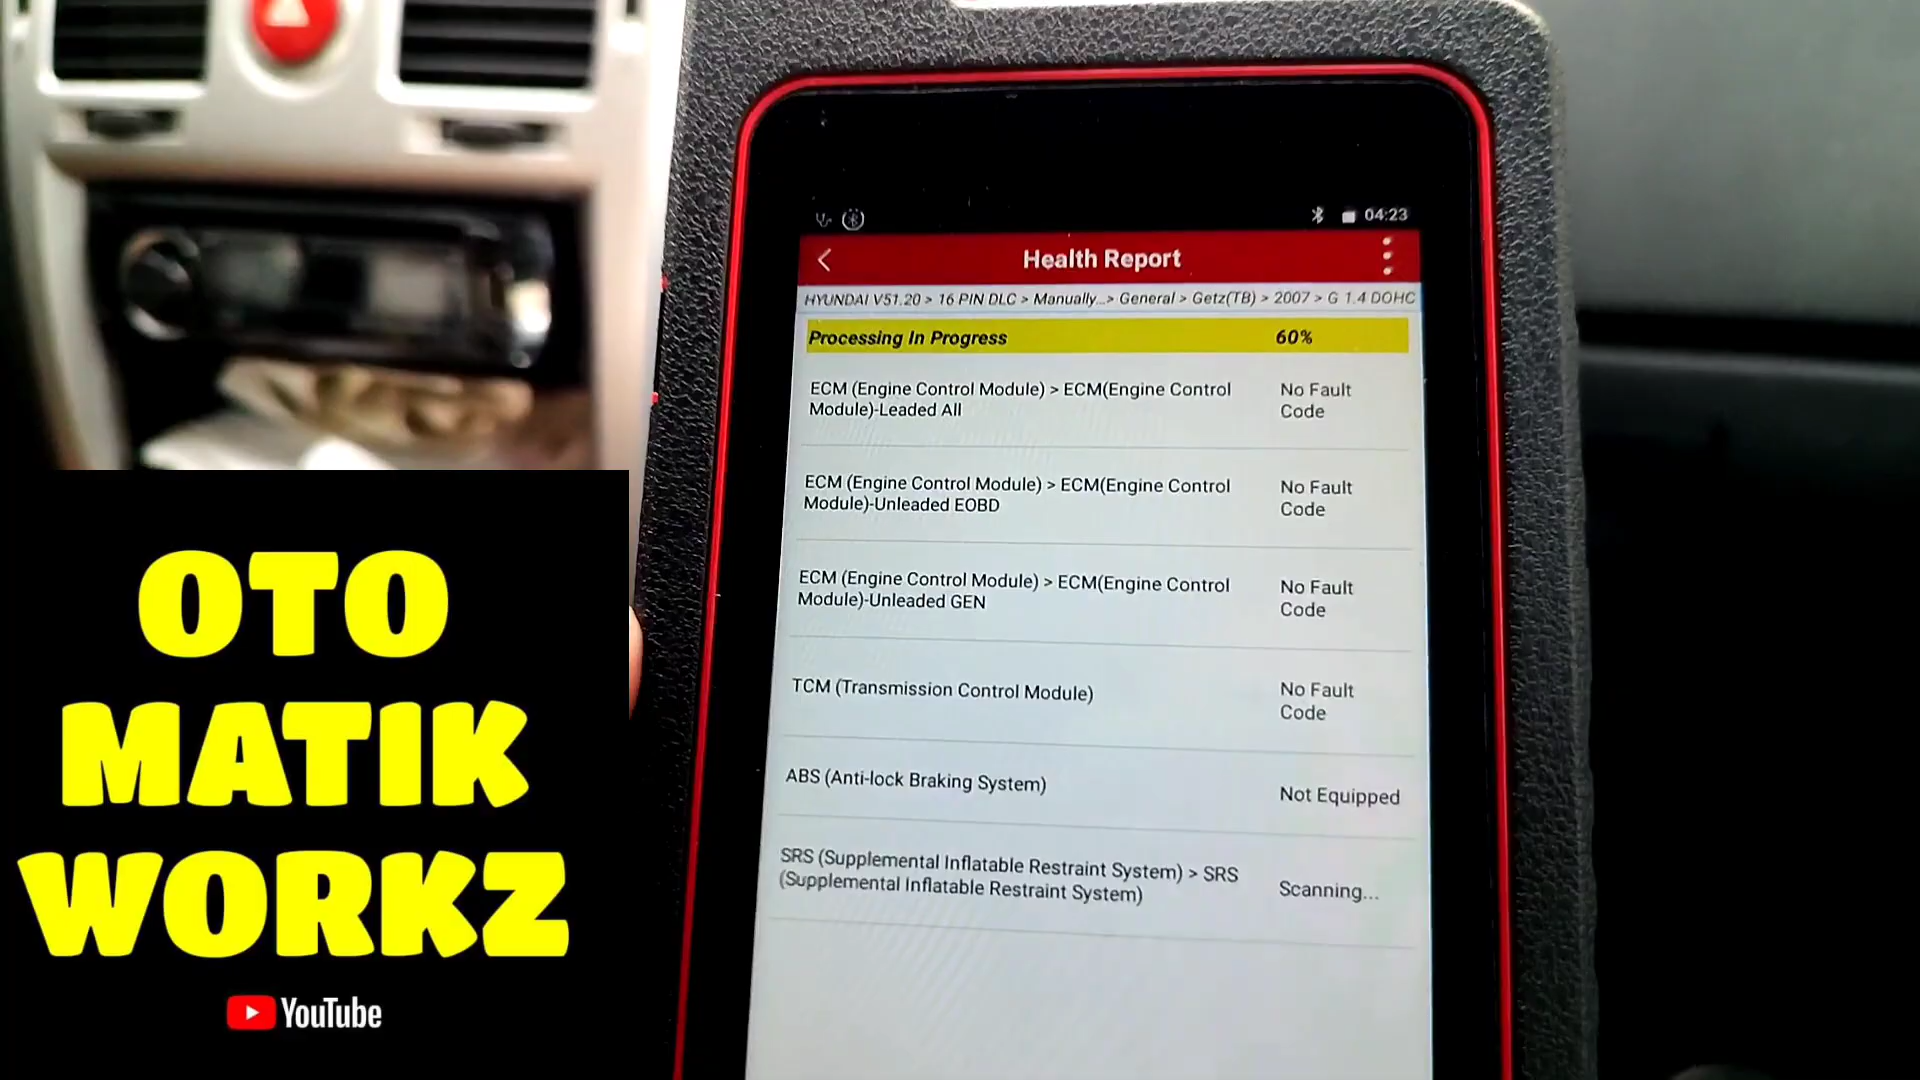 04:23
Health Report
HYUNDAI V51.20 > 16 PIN DLC > Manually...> General > Getz(TB) > 2007 > G 1.4 DOHC
Processing In Progress 60%
ECM (Engine Control Module) > ECM(Engine Control
Module)-Leaded All
No Fault
Code
ECM (Engine Control Module) > ECM(Engine Control
Module)-Unleaded EOBD
No Fault
Code
ECM (Engine Control Module) > ECM(Engine Control
Module)-Unleaded GEN
No Fault
Code
TCM (Transmission Control Module)
No Fault
Code
ABS (Anti-lock Braking System)
Not Equipped
SRS (Supplemental Inflatable Restraint System) > SRS
(Supplemental Inflatable Restraint System)
Scanning...
OTO
MATIK
WORKZ
YouTube